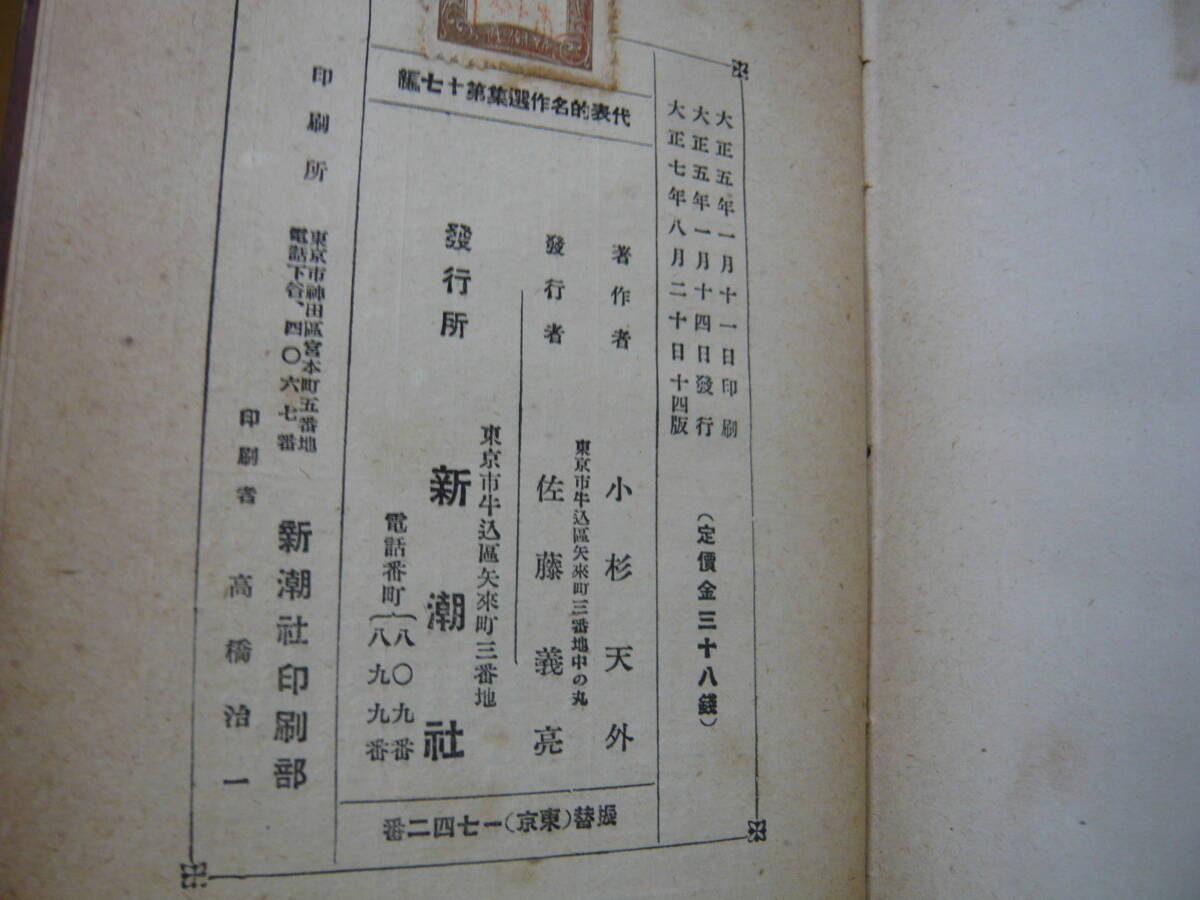 大正五年一月十一日印刷
大正五年一月十四日發行
大正七年八月二十日十四版
(定價金三十八錢)
代表的名作選集第十七編
著作者 小杉天外
東京市牛込區矢來町三番地中の丸
發行者 佐藤義亮
東京市牛込區矢來町三番地
發行所 新潮社
電話番町{八〇九番
八九九番
振替(東京)一七四二番
東京市神田區宮本町五番地
印刷所 電話下谷、四〇六七番
新潮社印刷部
印刷者 高橋治一